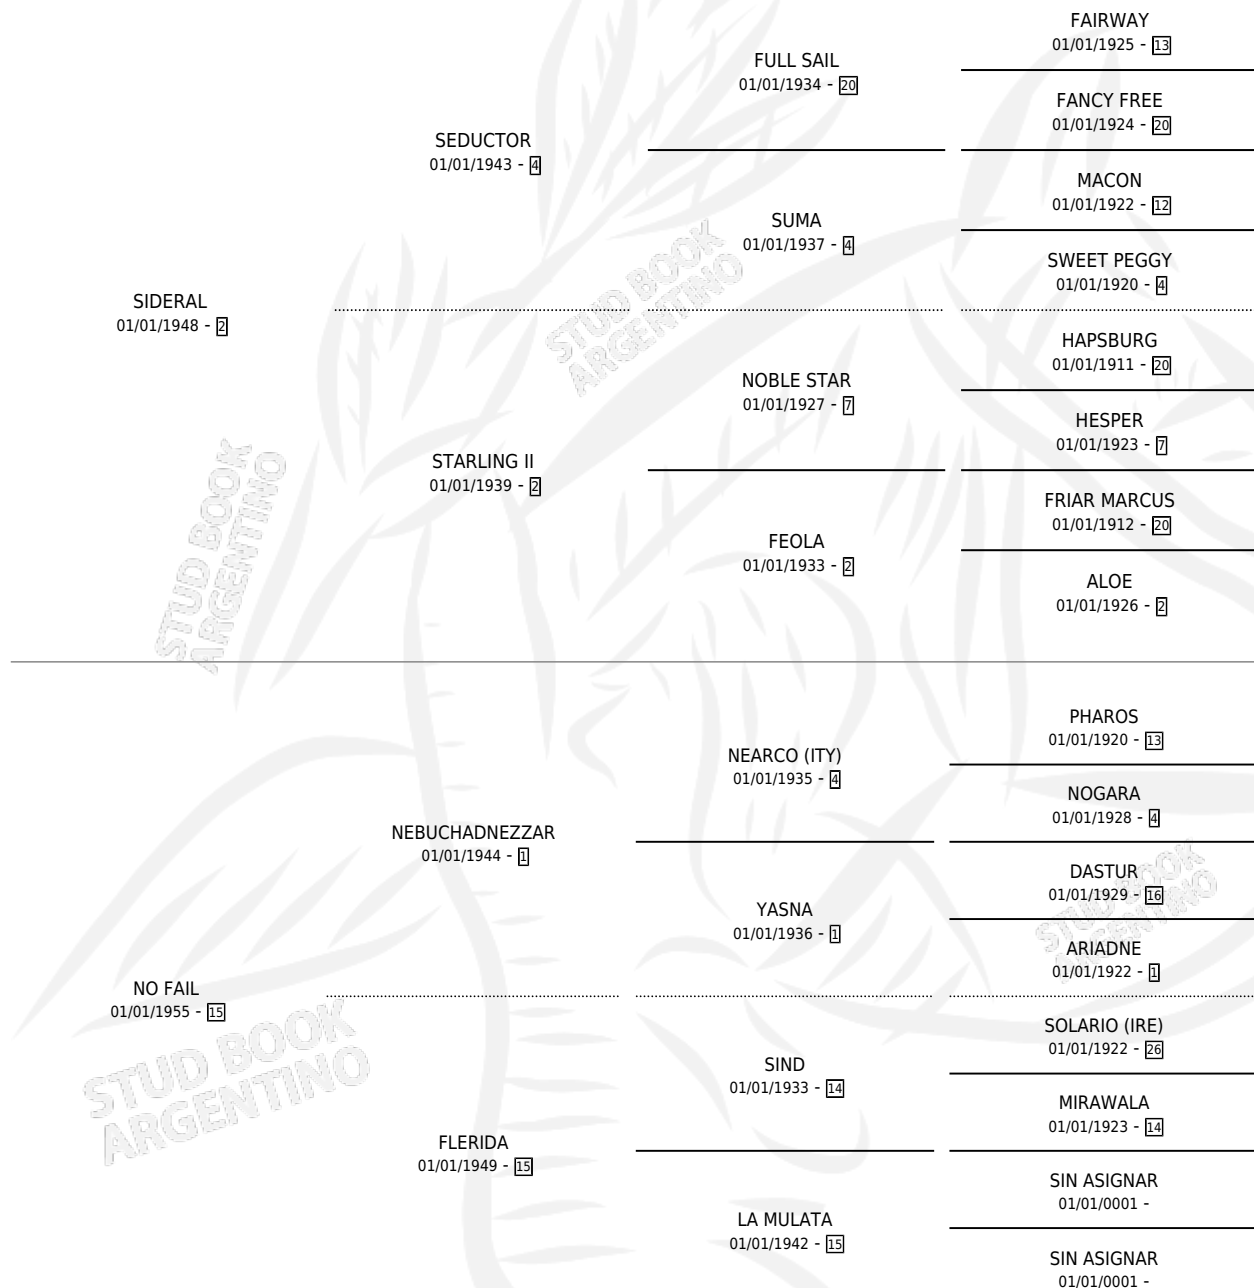 FAIRWAY
01/01/1925 - 13
FULL SAIL
01/01/1934 - 20
FANCY FREE
01/01/1924 - 20
SEDUCTOR
01/01/1943 - 4
MACON
01/01/1922 - 12
SUMA
01/01/1937 - 4
SWEET PEGGY
01/01/1920 - 4
SIDERAL
01/01/1948 - 2
STUD BOOK
ARGENTINO
HAPSBURG
01/01/1911 - 20
NOBLE STAR
01/01/1927 - 7
HESPER
01/01/1923 - 7
STARLING II
01/01/1939 - 2
FRIAR MARCUS
01/01/1912 - 20
FEOLA
01/01/1933 - 2
ALOE
01/01/1926 - 2
STUD BOOK
ARGENTINO
PHAROS
01/01/1920 - 13
NEARCO (ITY)
01/01/1935 - 4
NOGARA
01/01/1928 - 4
NEBUCHADNEZZAR
01/01/1944 - 1
DASTUR
01/01/1929 - 16
YASNA
01/01/1936 - 1
ARIADNE
01/01/1922 - 1
STUD BOOK
ARGENTINO
NO FAIL
01/01/1955 - 15
SOLARIO (IRE)
01/01/1922 - 26
SIND
01/01/1933 - 14
MIRAWALA
01/01/1923 - 14
STUD BOOK
ARGENTINO
FLERIDA
01/01/1949 - 15
SIN ASIGNAR
01/01/0001 -
LA MULATA
01/01/1942 - 15
SIN ASIGNAR
01/01/0001 -